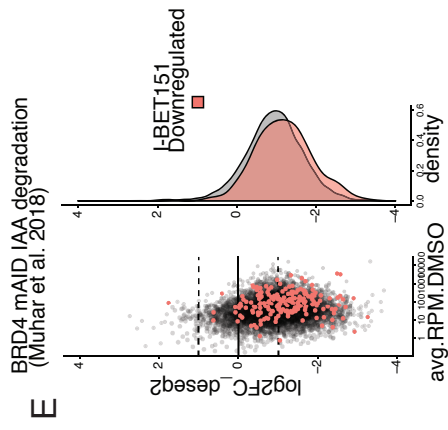 E
BRD4 mAID IAA degradation
(Muhar et al. 2018)
log2FC_deseq2
4
2
0
-2
-4
avg.RPM.DMSO
4
2
0
-2
-4
0.0
0.2
0.4
0.6
density
I-BET151
Downregulated